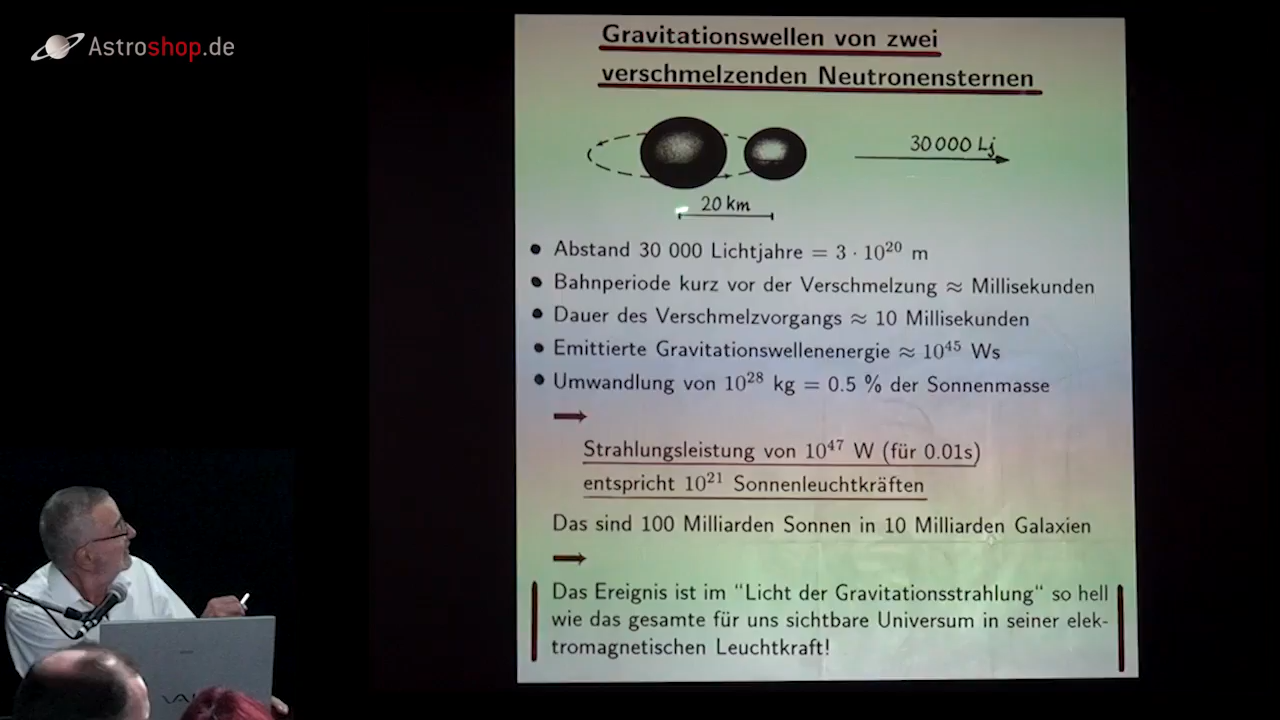 Astroshop.de
Gravitationswellen von zwei
verschmelzenden Neutronensternen
30 000 Lj
20 km
• Abstand 30 000 Lichtjahre = 3 · 10²⁰ m
• Bahnperiode kurz vor der Verschmelzung ≈ Millisekunden
• Dauer des Verschmelzvorgangs ≈ 10 Millisekunden
• Emittierte Gravitationswellenenergie ≈ 10⁴⁵ Ws
• Umwandlung von 10²⁸ kg = 0.5 % der Sonnenmasse
Strahlungsleistung von 10⁴⁷ W (für 0.01s)
entspricht 10²¹ Sonnenleuchtkräften
Das sind 100 Milliarden Sonnen in 10 Milliarden Galaxien
Das Ereignis ist im "Licht der Gravitationsstrahlung" so hell
wie das gesamte für uns sichtbare Universum in seiner elek-
tromagnetischen Leuchtkraft!